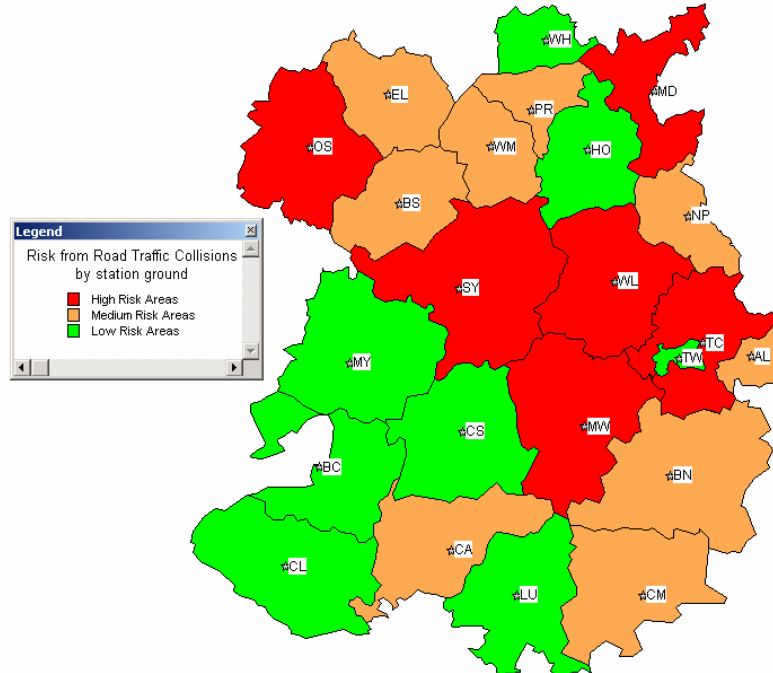 WH
MD
EL
PR
OS
WM
HO
BS
NP
Legend
Risk from Road Traffic Collisions
by station ground
High Risk Areas
Medium Risk Areas
Low Risk Areas
SY
WL
TC
TW
AL
MY
CS
MW
BC
BN
CA
CL
LU
CM